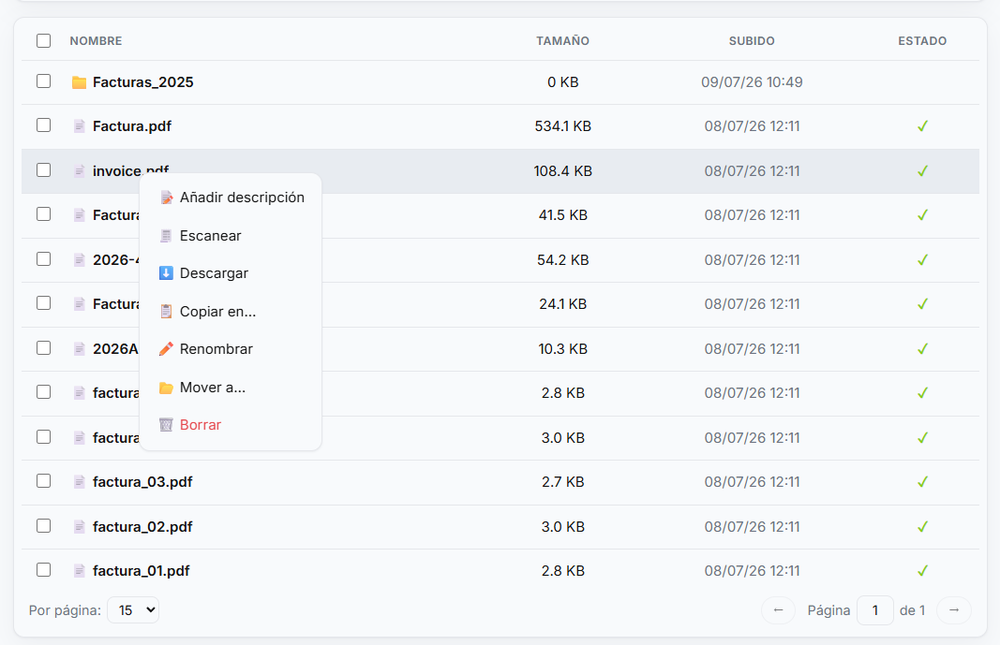 NOMBRE TAMAÑO SUBIDO ESTADO
Facturas_2025 0 KB 09/07/26 10:49
Factura.pdf 534.1 KB 08/07/26 12:11
invoice.pdf 108.4 KB 08/07/26 12:11
Añadir descripción
Factura 41.5 KB 08/07/26 12:11
Escanear
2026-4 54.2 KB 08/07/26 12:11
Descargar
Factura 24.1 KB 08/07/26 12:11
Copiar en...
2026A 10.3 KB 08/07/26 12:11
Renombrar
factura 2.8 KB 08/07/26 12:11
Mover a...
factura 3.0 KB 08/07/26 12:11
Borrar
factura_03.pdf 2.7 KB 08/07/26 12:11
factura_02.pdf 3.0 KB 08/07/26 12:11
factura_01.pdf 2.8 KB 08/07/26 12:11
Por página: 15 ← Página 1 de 1 →